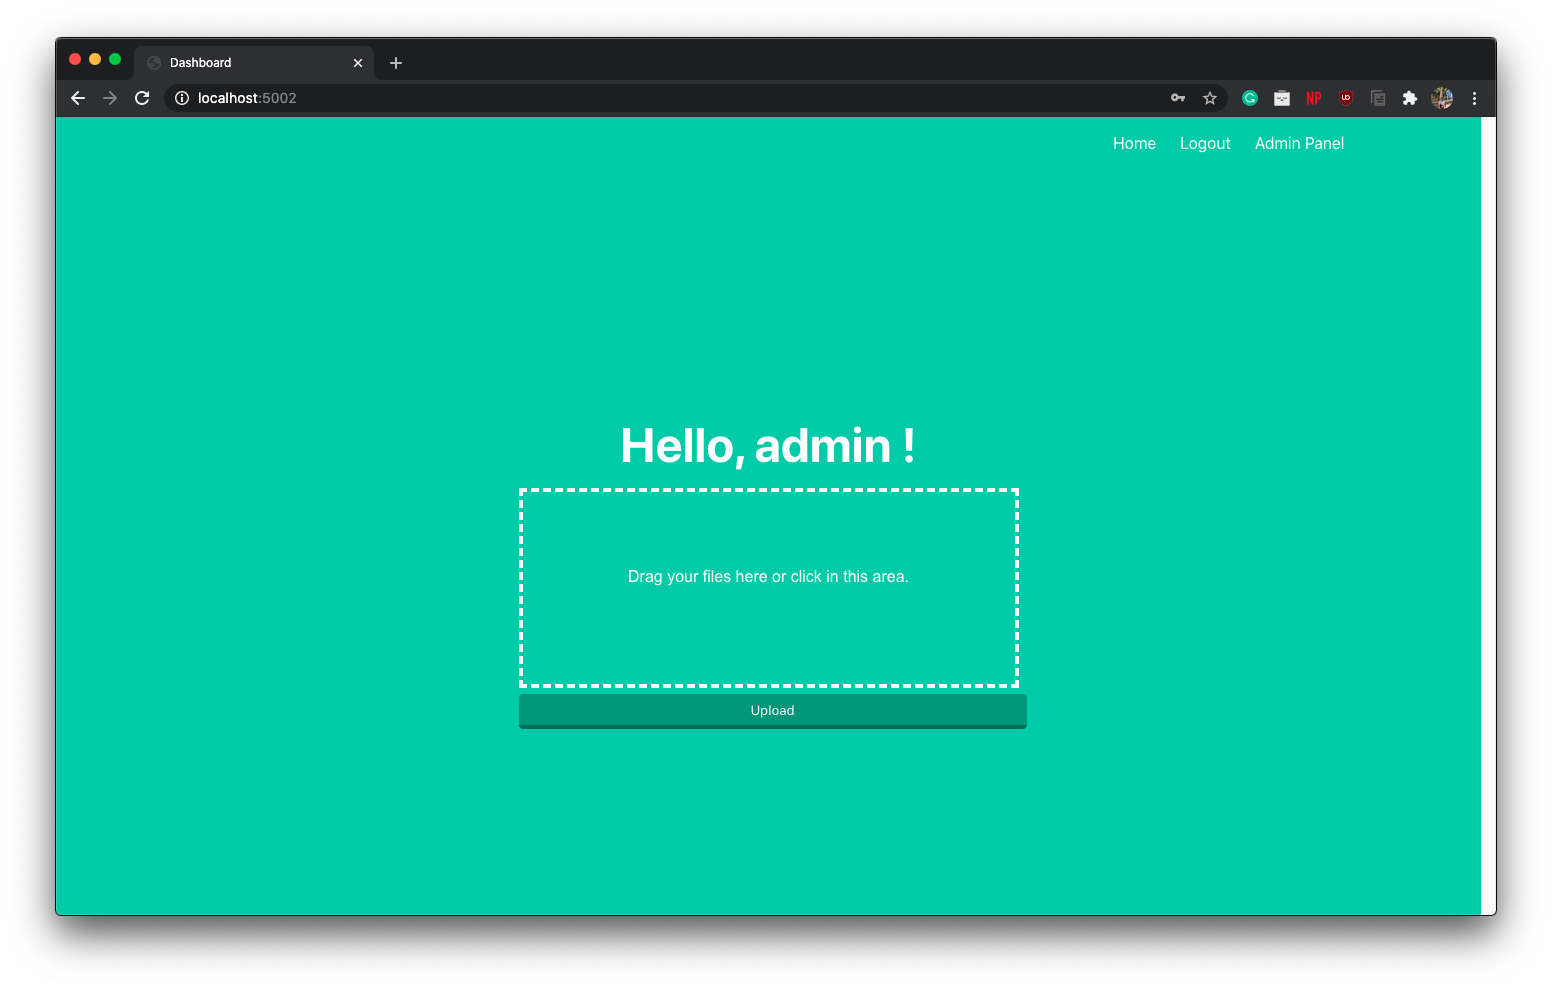 Dashboard
localhost:5002
NP
Home Logout Admin Panel
Hello, admin !
Drag your files here or click in this area.
Upload